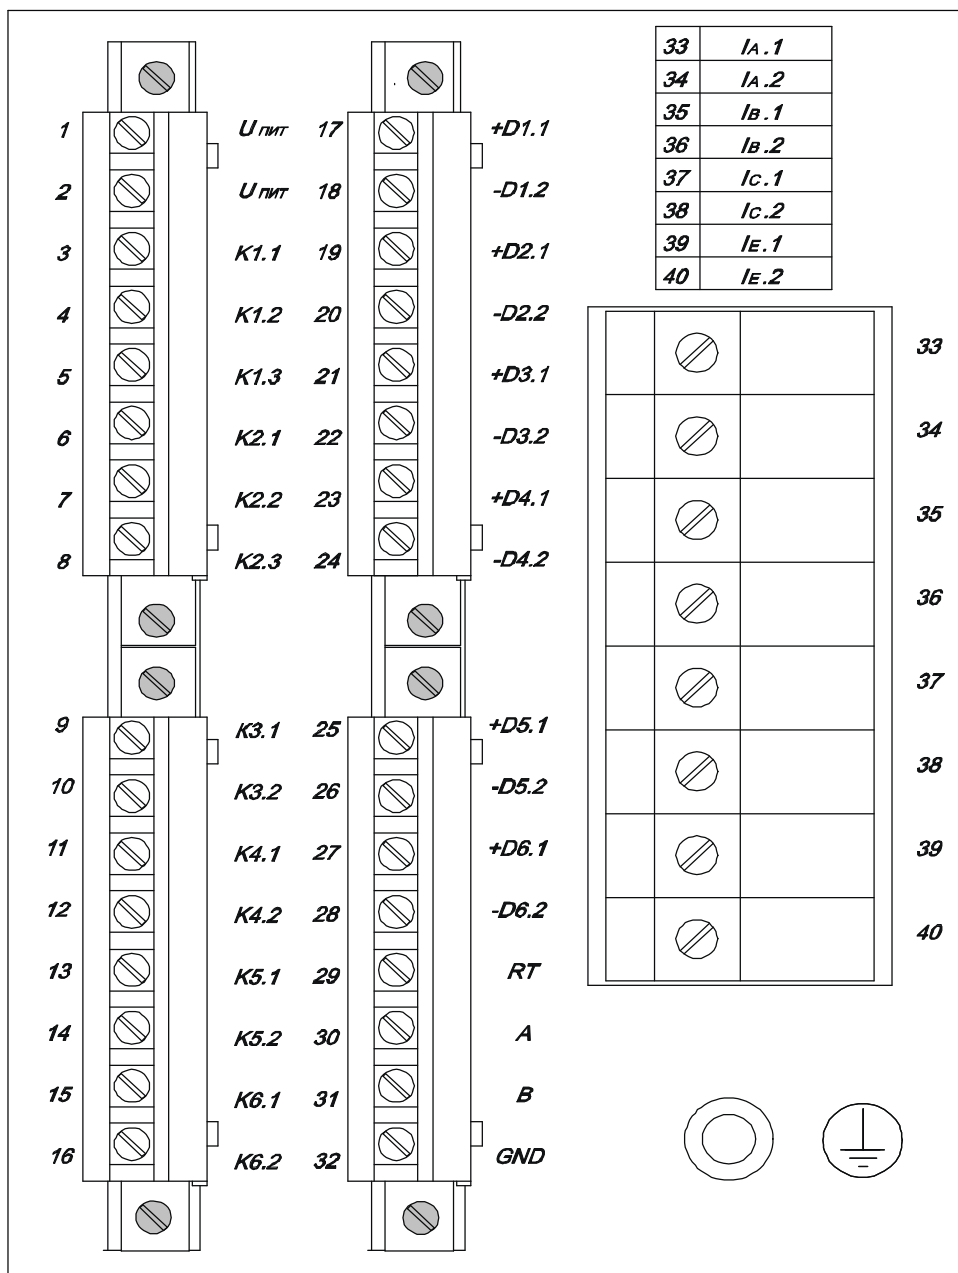 33 IA.1
34 IA.2
35 IB.1
36 IB.2
37 IC.1
38 IC.2
39 IE.1
40 IE.2
1 Uпит 17 +D1.1
2 Uпит 18 -D1.2
3 K1.1 19 +D2.1
4 K1.2 20 -D2.2
5 K1.3 21 +D3.1
6 K2.1 22 -D3.2
7 K2.2 23 +D4.1
8 K2.3 24 -D4.2
9 K3.1 25 +D5.1
10 K3.2 26 -D5.2
11 K4.1 27 +D6.1
12 K4.2 28 -D6.2
13 K5.1 29 RT
14 K5.2 30 A
15 K6.1 31 B
16 K6.2 32 GND
33
34
35
36
37
38
39
40